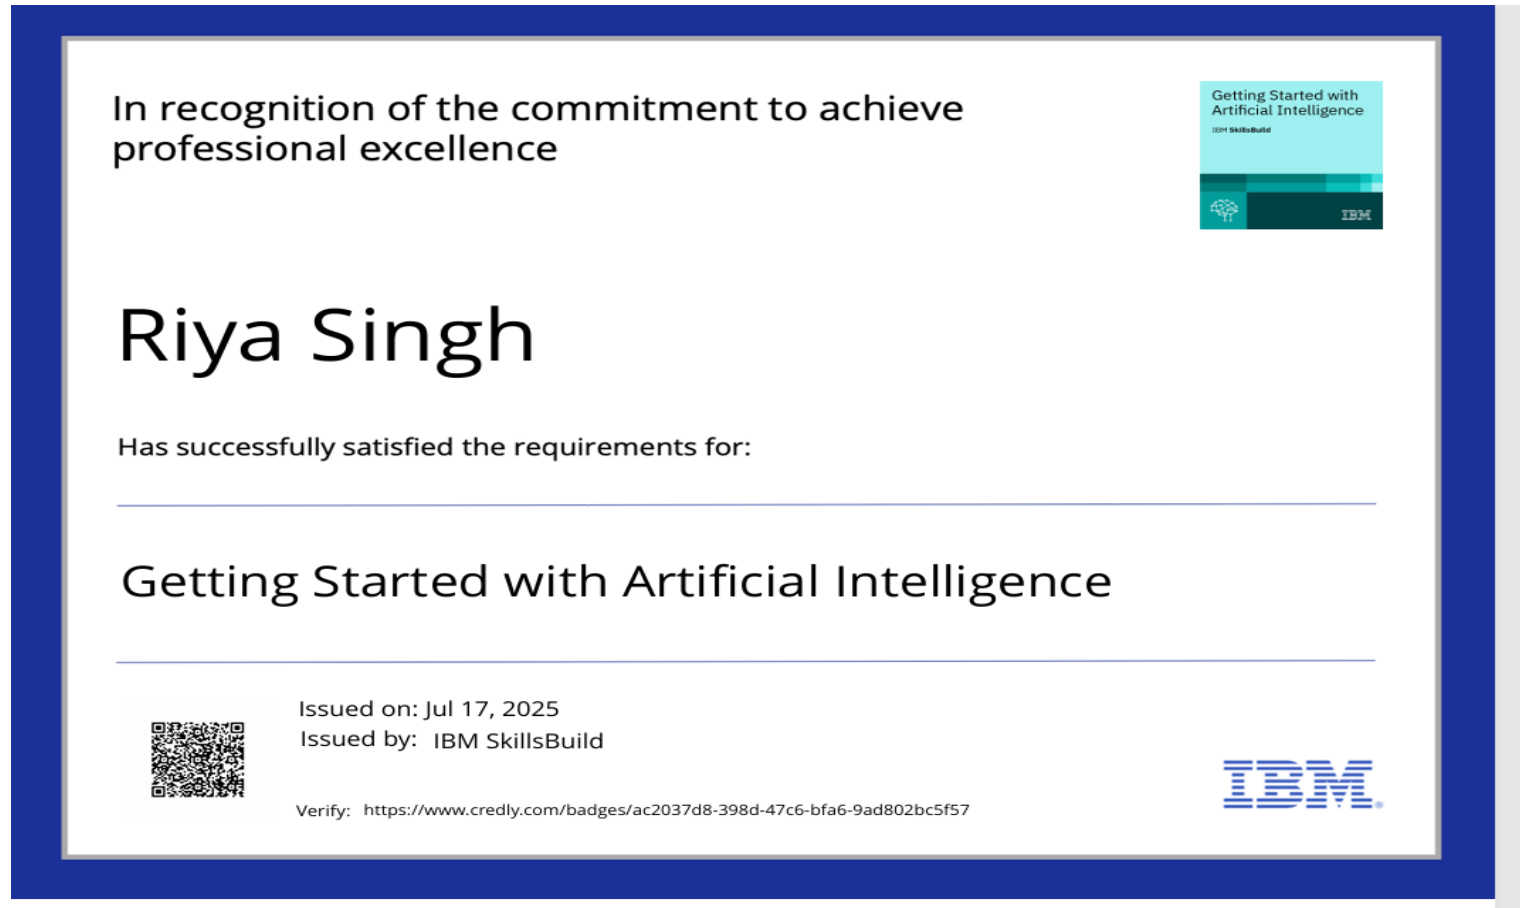 In recognition of the commitment to achieve
professional excellence
Getting Started with
Artificial Intelligence
IBM SkillsBuild
IBM
Riya Singh
Has successfully satisfied the requirements for:
Getting Started with Artificial Intelligence
Issued on: Jul 17, 2025
Issued by: IBM SkillsBuild
Verify: https://www.credly.com/badges/ac2037d8-398d-47c6-bfa6-9ad802bc5f57
IBM®